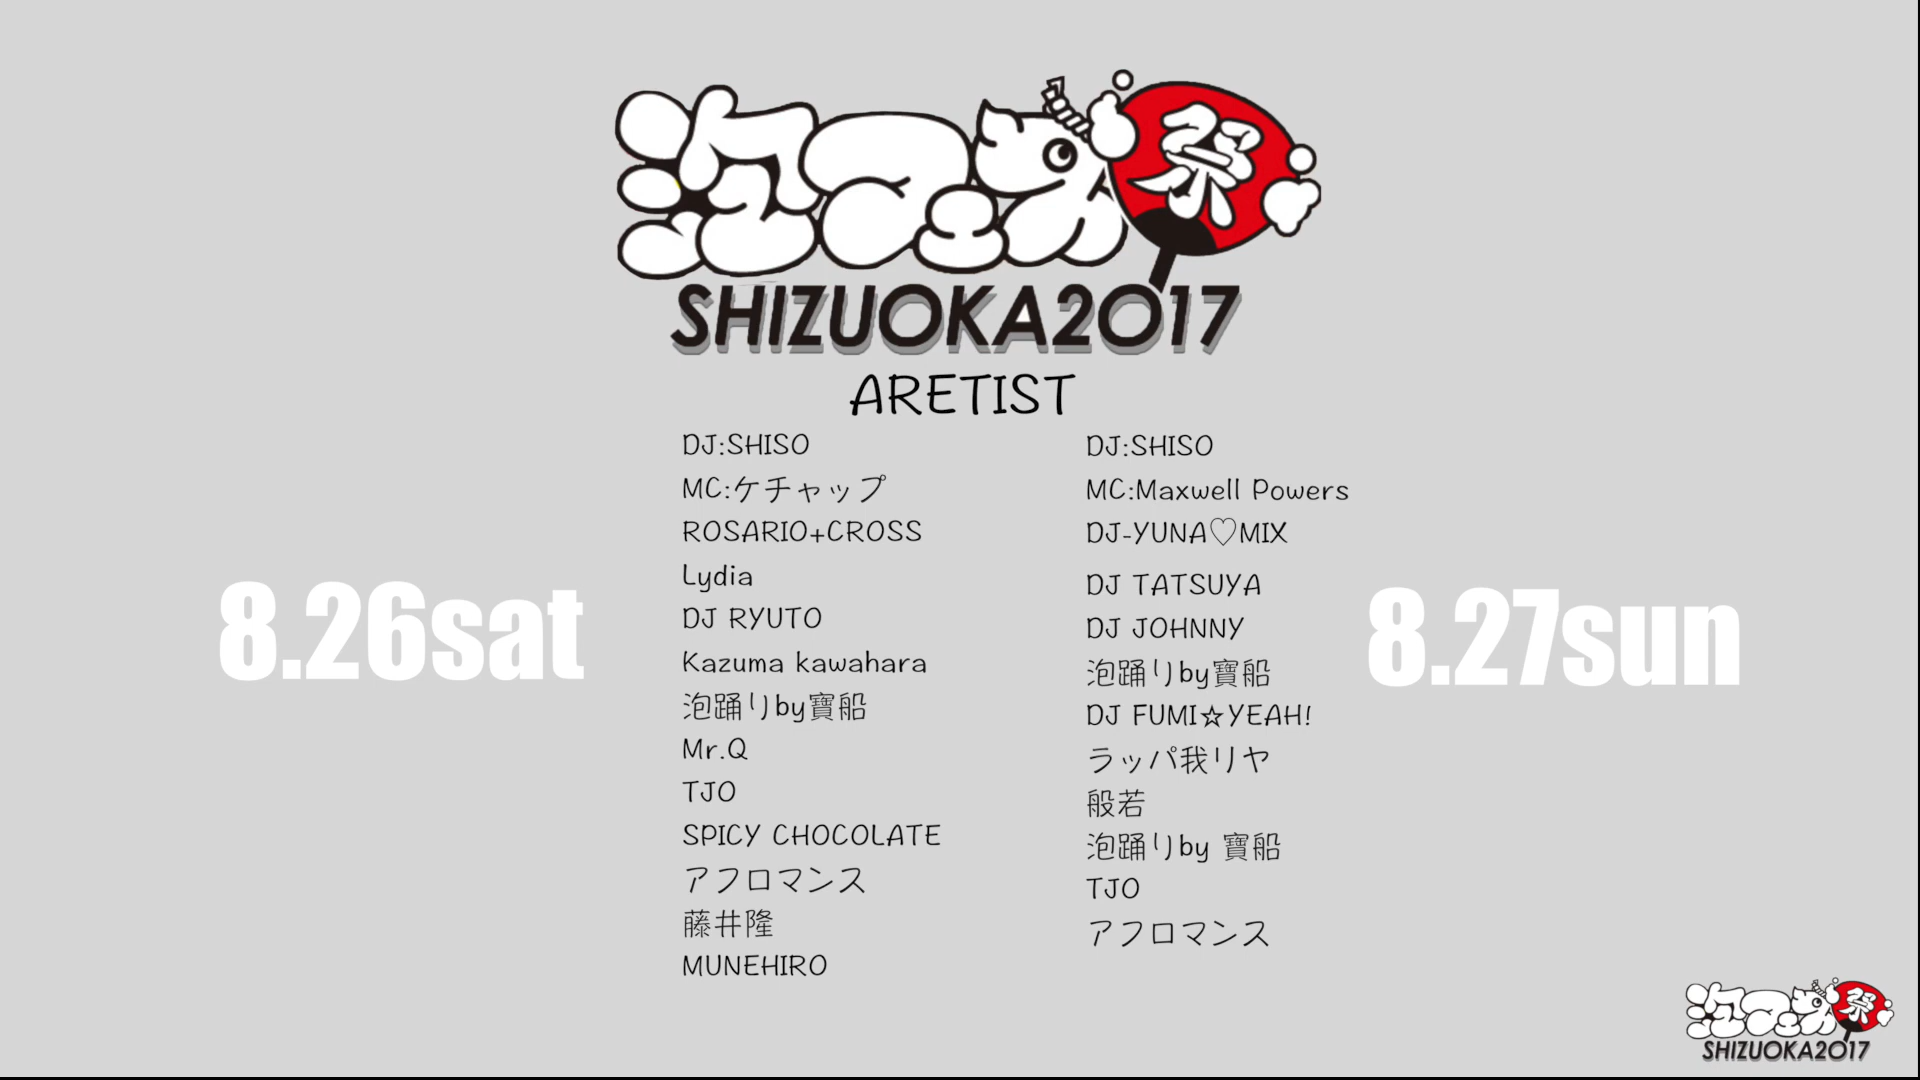 泡フェス祭
SHIZUOKA2017
ARETIST
8.26sat
DJ:SHISO
MC:ケチャップ
ROSARIO+CROSS
Lydia
DJ RYUTO
Kazuma kawahara
泡踊りby寶船
Mr.Q
TJO
SPICY CHOCOLATE
アフロマンス
藤井隆
MUNEHIRO
8.27sun
DJ:SHISO
MC:Maxwell Powers
DJ-YUNA♡MIX
DJ TATSUYA
DJ JOHNNY
泡踊りby寶船
DJ FUMI☆YEAH!
ラッパ我リヤ
般若
泡踊りby 寶船
TJO
アフロマンス
泡フェス祭
SHIZUOKA2017